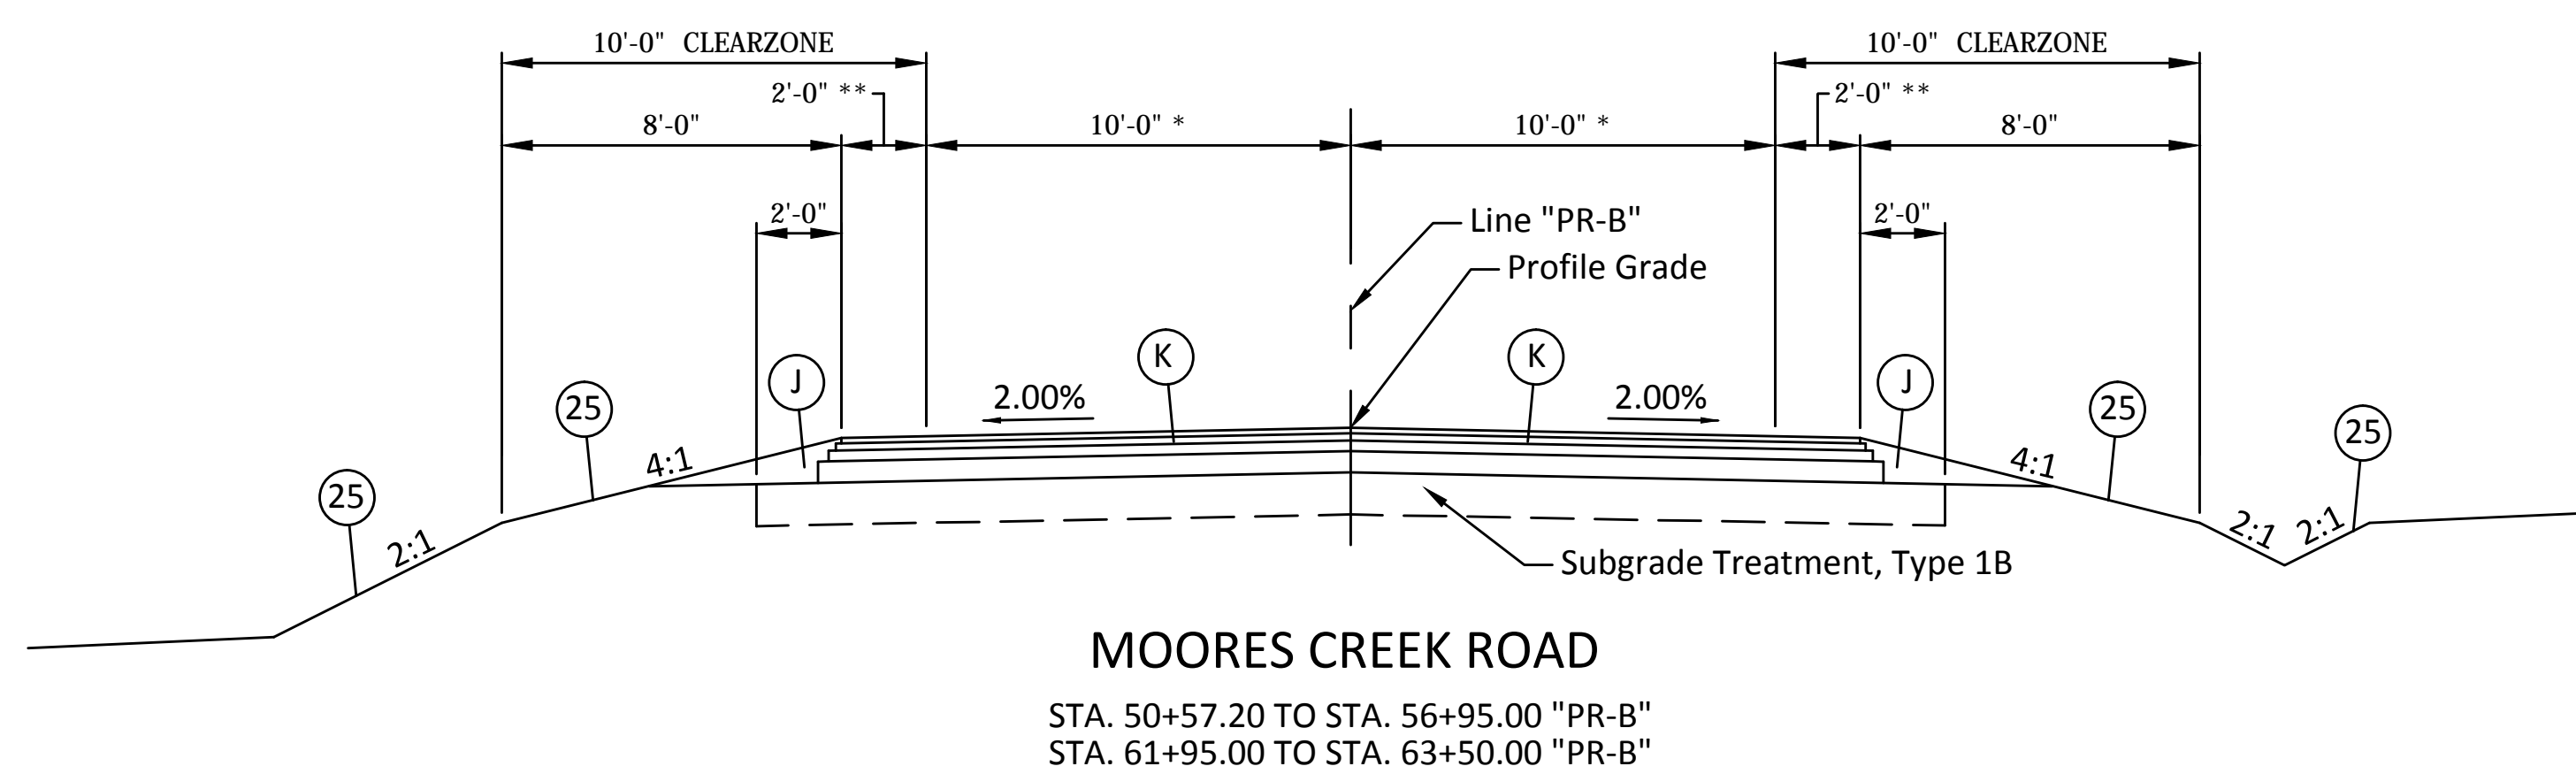 10'-0" CLEARZONE
10'-0" CLEARZONE
2'-0" **
2'-0" **
8'-0"
10'-0" *
10'-0" *
8'-0"
2'-0"
2'-0"
Line "PR-B"
Profile Grade
K
K
J
J
2.00%
2.00%
25
25
25
25
4:1
4:1
2:1
2:1
2:1
Subgrade Treatment, Type 1B
MOORES CREEK ROAD
STA. 50+57.20 TO STA. 56+95.00 "PR-B"
STA. 61+95.00 TO STA. 63+50.00 "PR-B"